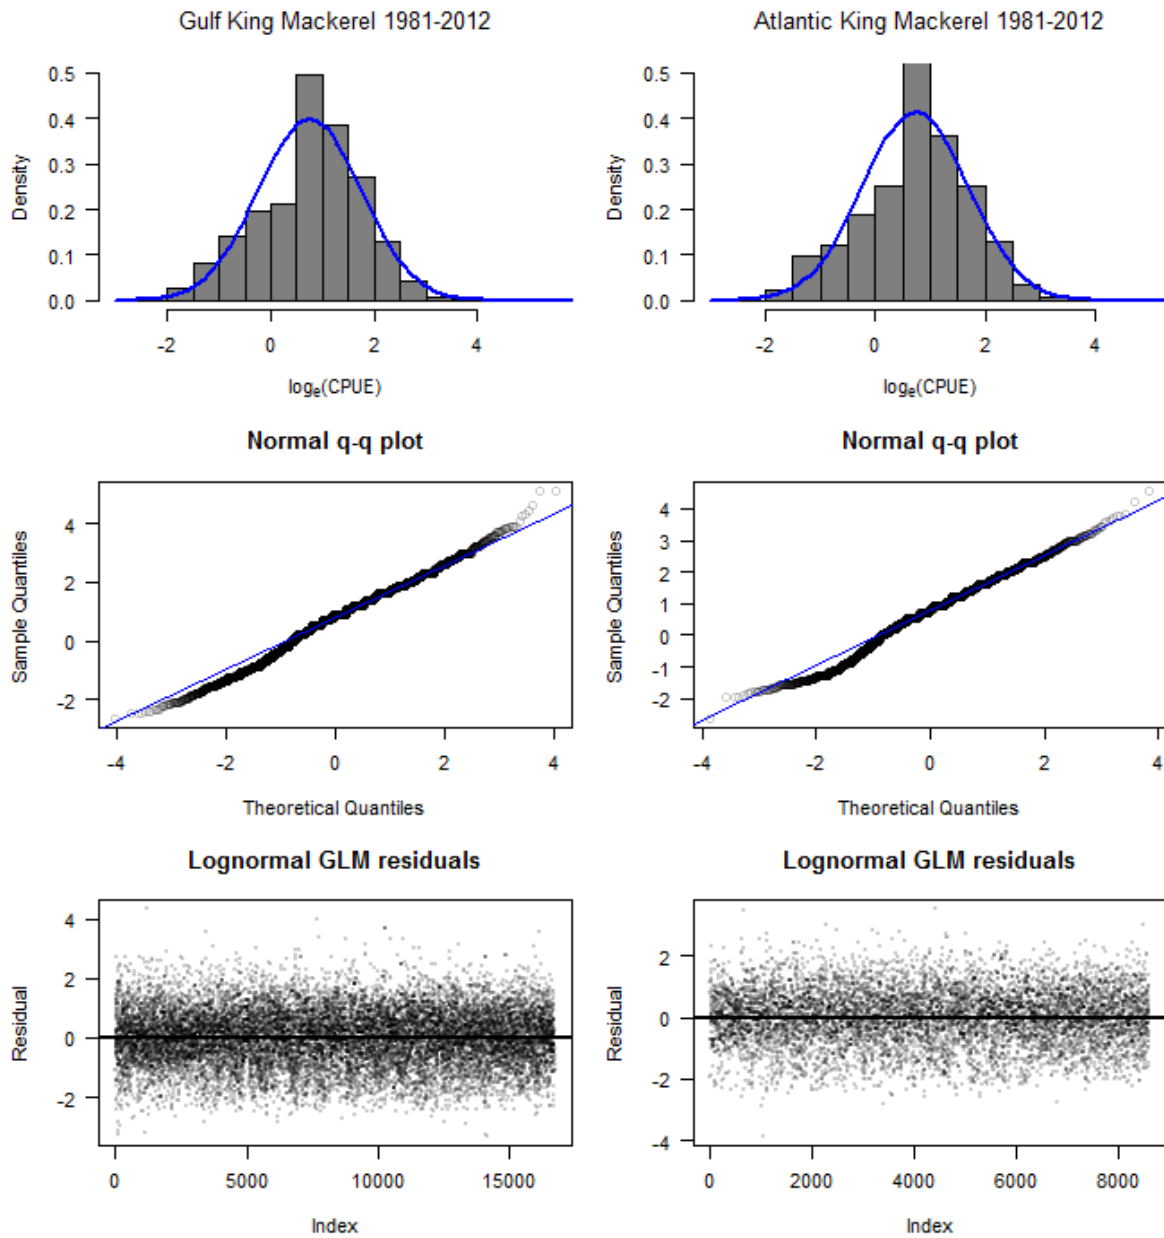 Gulf King Mackerel 1981-2012
Density
0.5
0.4
0.3
0.2
0.1
0.0
-2 0 2 4
logₑ(CPUE)
Atlantic King Mackerel 1981-2012
Density
0.5
0.4
0.3
0.2
0.1
0.0
-2 0 2 4
logₑ(CPUE)
Normal q-q plot
Sample Quantiles
4
2
0
-2
-4 -2 0 2 4
Theoretical Quantiles
Normal q-q plot
Sample Quantiles
4
3
2
1
0
-1
-2
-4 -2 0 2 4
Theoretical Quantiles
Lognormal GLM residuals
Residual
4
2
0
-2
0 5000 10000 15000
Index
Lognormal GLM residuals
Residual
2
0
-2
-4
0 2000 4000 6000 8000
Index